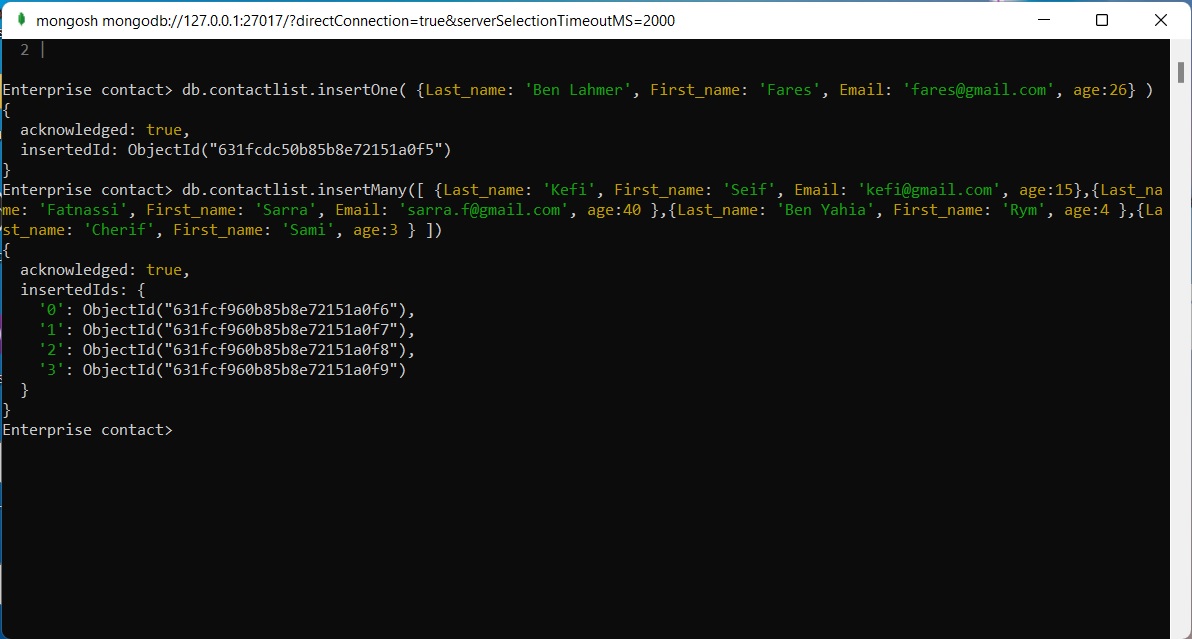 mongosh mongodb://127.0.0.1:27017/?directConnection=true&serverSelectionTimeoutMS=2000
2 |
Enterprise contact> db.contactlist.insertOne( {Last_name: 'Ben Lahmer', First_name: 'Fares', Email: 'fares@gmail.com', age:26} )
{
  acknowledged: true,
  insertedId: ObjectId("631fcdc50b85b8e72151a0f5")
}
Enterprise contact> db.contactlist.insertMany([ {Last_name: 'Kefi', First_name: 'Seif', Email: 'kefi@gmail.com', age:15},{Last_na
me: 'Fatnassi', First_name: 'Sarra', Email: 'sarra.f@gmail.com', age:40 },{Last_name: 'Ben Yahia', First_name: 'Rym', age:4 },{La
st_name: 'Cherif', First_name: 'Sami', age:3 } ])
{
  acknowledged: true,
  insertedIds: {
    '0': ObjectId("631fcf960b85b8e72151a0f6"),
    '1': ObjectId("631fcf960b85b8e72151a0f7"),
    '2': ObjectId("631fcf960b85b8e72151a0f8"),
    '3': ObjectId("631fcf960b85b8e72151a0f9")
  }
}
Enterprise contact>